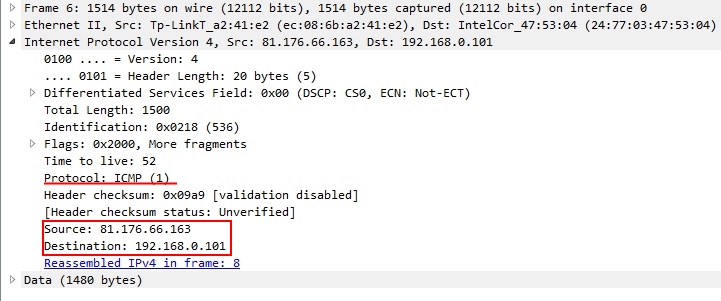 Frame 6: 1514 bytes on wire (12112 bits), 1514 bytes captured (12112 bits) on interface 0
Ethernet II, Src: Tp-LinkT_a2:41:e2 (ec:08:6b:a2:41:e2), Dst: IntelCor_47:53:04 (24:77:03:47:53:04)
Internet Protocol Version 4, Src: 81.176.66.163, Dst: 192.168.0.101
0100 .... = Version: 4
.... 0101 = Header Length: 20 bytes (5)
Differentiated Services Field: 0x00 (DSCP: CS0, ECN: Not-ECT)
Total Length: 1500
Identification: 0x0218 (536)
Flags: 0x2000, More fragments
Time to live: 52
Protocol: ICMP (1)
Header checksum: 0x09a9 [validation disabled]
[Header checksum status: Unverified]
Source: 81.176.66.163
Destination: 192.168.0.101
Reassembled IPv4 in frame: 8
Data (1480 bytes)